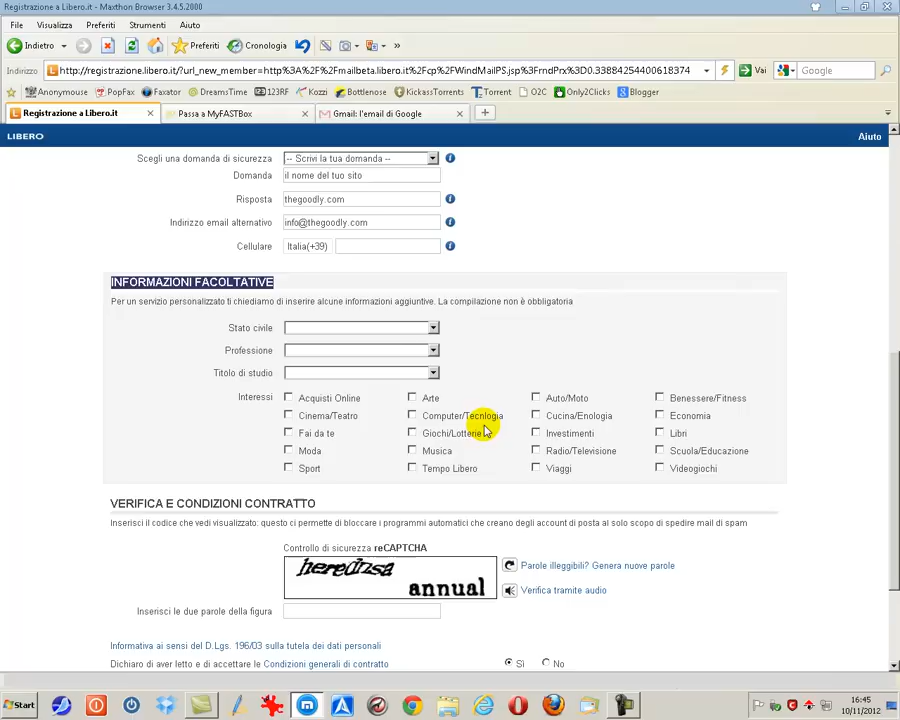 Registrazione a Libero.it - Maxthon Browser 3.4.5.2000
File Visualizza Preferiti Strumenti Aiuto
Indietro Preferiti Cronologia »
Indirizzo http://registrazione.libero.it/?url_new_member=http%3A%2F%2Fmailbeta.libero.it%2Fcp%2FWindMailPS.jsp%3FrndPrx%3D0.33884254400618374 Vai Google
Anonymouse PopFax Faxator DreamsTime 123RF Kozzi Bottlenose KickassTorrents Torrent O2C Only2Clicks Blogger
Registrazione a Libero.it Passa a MyFASTBox Gmail: l'email di Google
LIBERO Aiuto
Scegli una domanda di sicurezza -- Scrivi la tua domanda --
Domanda il nome del tuo sito
Risposta thegoodly.com
Indirizzo email alternativo info@thegoodly.com
Cellulare Italia(+39)
INFORMAZIONI FACOLTATIVE
Per un servizio personalizzato ti chiediamo di inserire alcune informazioni aggiuntive. La compilazione non è obbligatoria
Stato civile
Professione
Titolo di studio
Interessi Acquisti Online Arte Auto/Moto Benessere/Fitness
Cinema/Teatro Computer/Tecnlogia Cucina/Enologia Economia
Fai da te Giochi/Lotterie Investimenti Libri
Moda Musica Radio/Televisione Scuola/Educazione
Sport Tempo Libero Viaggi Videogiochi
VERIFICA E CONDIZIONI CONTRATTO
Inserisci il codice che vedi visualizzato: questo ci permette di bloccare i programmi automatici che creano degli account di posta al solo scopo di spedire mail di spam
Controllo di sicurezza reCAPTCHA
annual
Parole illeggibili? Genera nuove parole
Verifica tramite audio
Inserisci le due parole della figura
Informativa ai sensi del D.Lgs. 196/03 sulla tutela dei dati personali
Dichiaro di aver letto e di accettare le Condizioni generali di contratto Sì No
Start 16:45
10/11/2012